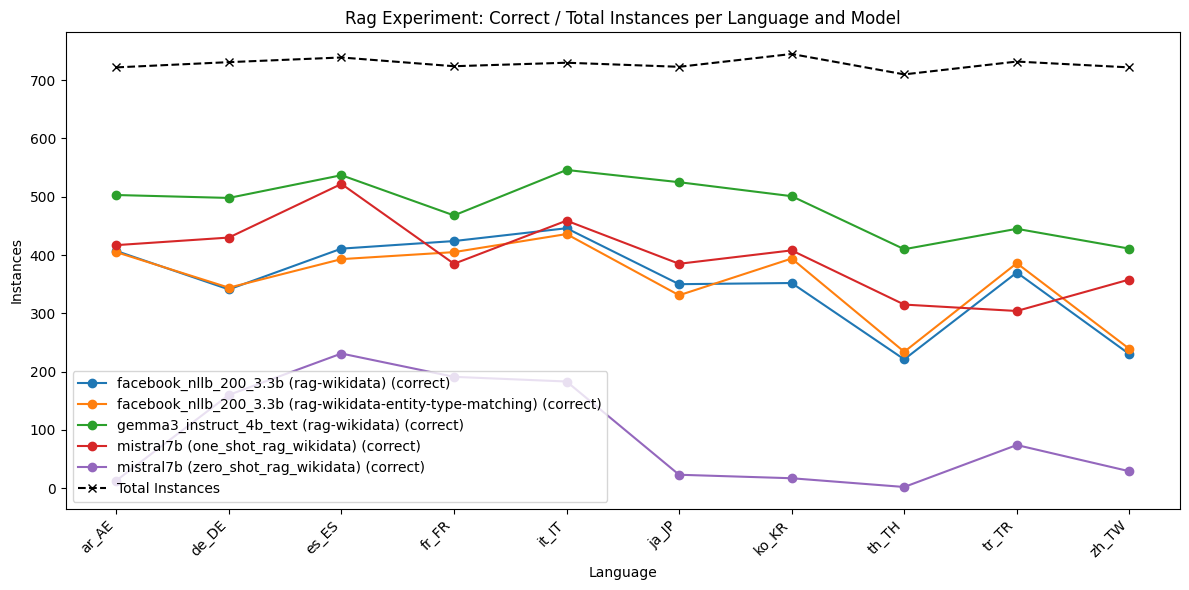 Rag Experiment: Correct / Total Instances per Language and Model
Instances
700
600
500
400
300
200
100
0
facebook_nllb_200_3.3b (rag-wikidata) (correct)
facebook_nllb_200_3.3b (rag-wikidata-entity-type-matching) (correct)
gemma3_instruct_4b_text (rag-wikidata) (correct)
mistral7b (one_shot_rag_wikidata) (correct)
mistral7b (zero_shot_rag_wikidata) (correct)
Total Instances
ar_AE
de_DE
es_ES
fr_FR
it_IT
ja_JP
ko_KR
th_TH
tr_TR
zh_TW
Language